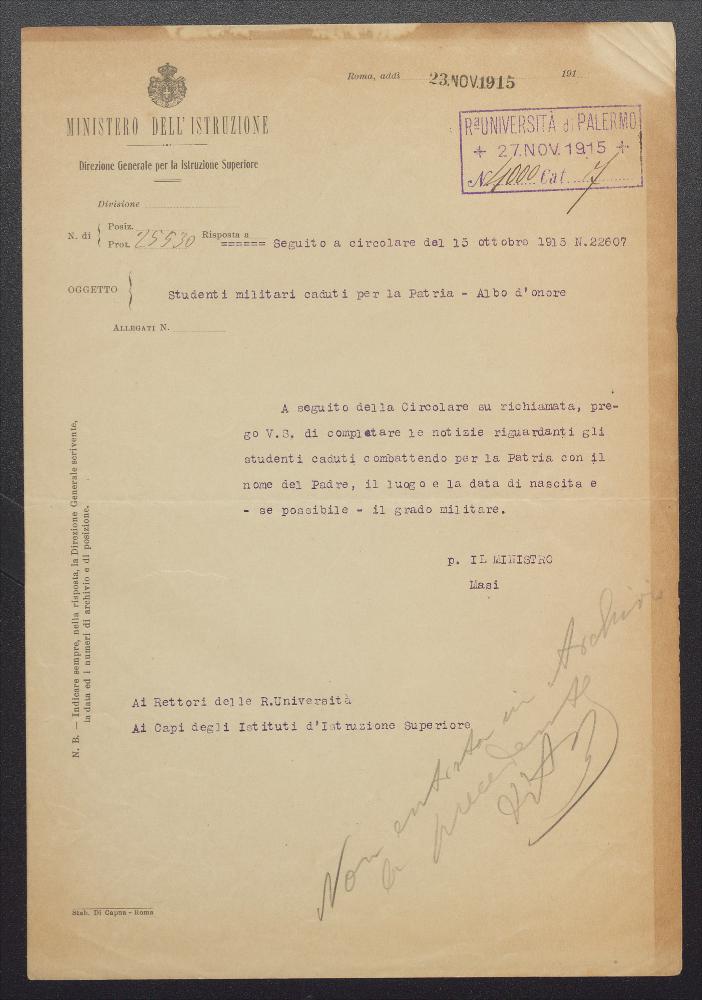 Roma, addì 23.NOV.1915 191
MINISTERO DELL'ISTRUZIONE
Direzione Generale per la Istruzione Superiore
Rª UNIVERSITÀ di PALERMO
+ 27.NOV.1915 +
N. 4000 Cat. 7
Divisione
N. di { Posiz.
Prot. 25530 Risposta a ====== Seguito a circolare del 15 ottobre 1915 N.22607
OGGETTO } Studenti militari caduti per la Patria - Albo d'onore
ALLEGATI N.
A seguito della Circolare su richiamata, pre-
go V.S. di completare le notizie riguardanti gli
studenti caduti combattendo per la Patria con il
nome del Padre, il luogo e la data di nascita e
- se possibile - il grado militare.
p. IL MINISTRO
Masi
Ai Rettori delle R.Università
Ai Capi degli Istituti d'Istruzione Superiore
N. B. — Indicare sempre, nella risposta, la Direzione Generale scrivente,
la data ed i numeri di archivio e di posizione.
Non entrata in Archivio
la precedente
Stab. Di Capua - Roma